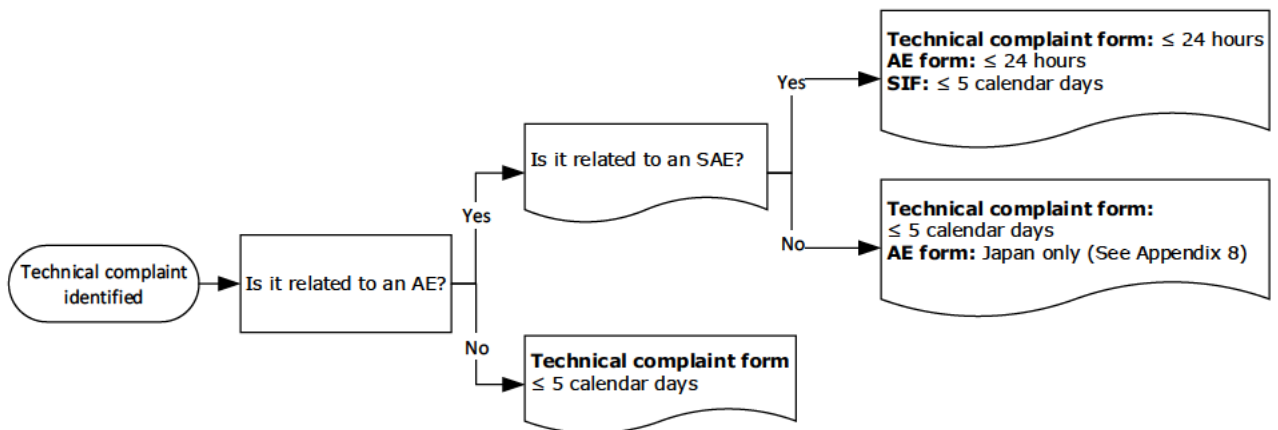 Technical complaint
identified
Is it related to an AE?
Yes
No
Is it related to an SAE?
Technical complaint form
≤ 5 calendar days
Yes
No
Technical complaint form: ≤ 24 hours
AE form: ≤ 24 hours
SIF: ≤ 5 calendar days
Technical complaint form:
≤ 5 calendar days
AE form: Japan only (See Appendix 8)